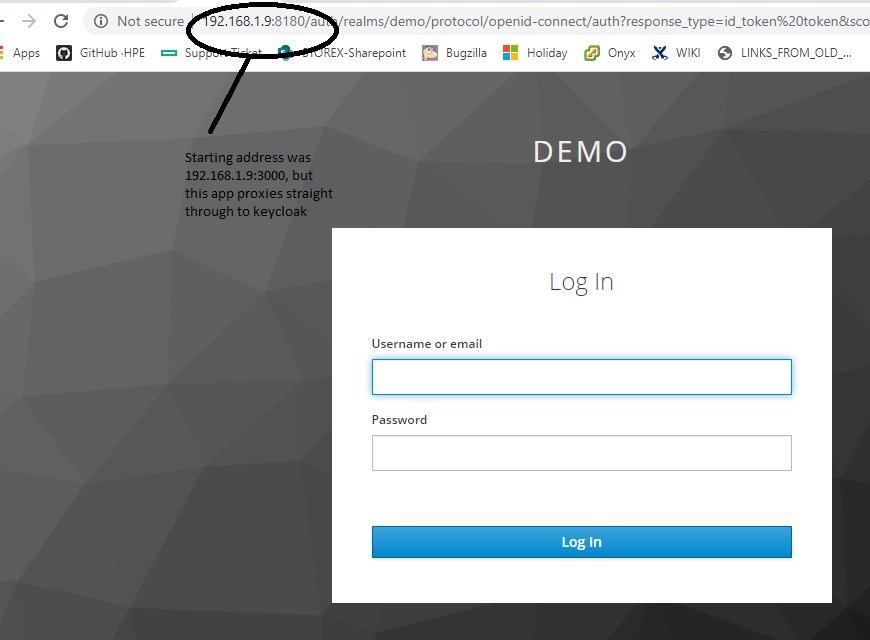 Not secure 192.168.1.9:8180/auth/realms/demo/protocol/openid-connect/auth?response_type=id_token%20token&sco
Apps GitHub ·HPE Support Ticket STOREX-Sharepoint Bugzilla Holiday Onyx WIKI LINKS_FROM_OLD_...
DEMO
Starting address was
192.168.1.9:3000, but
this app proxies straight
through to keycloak
Log In
Username or email
Password
Log In